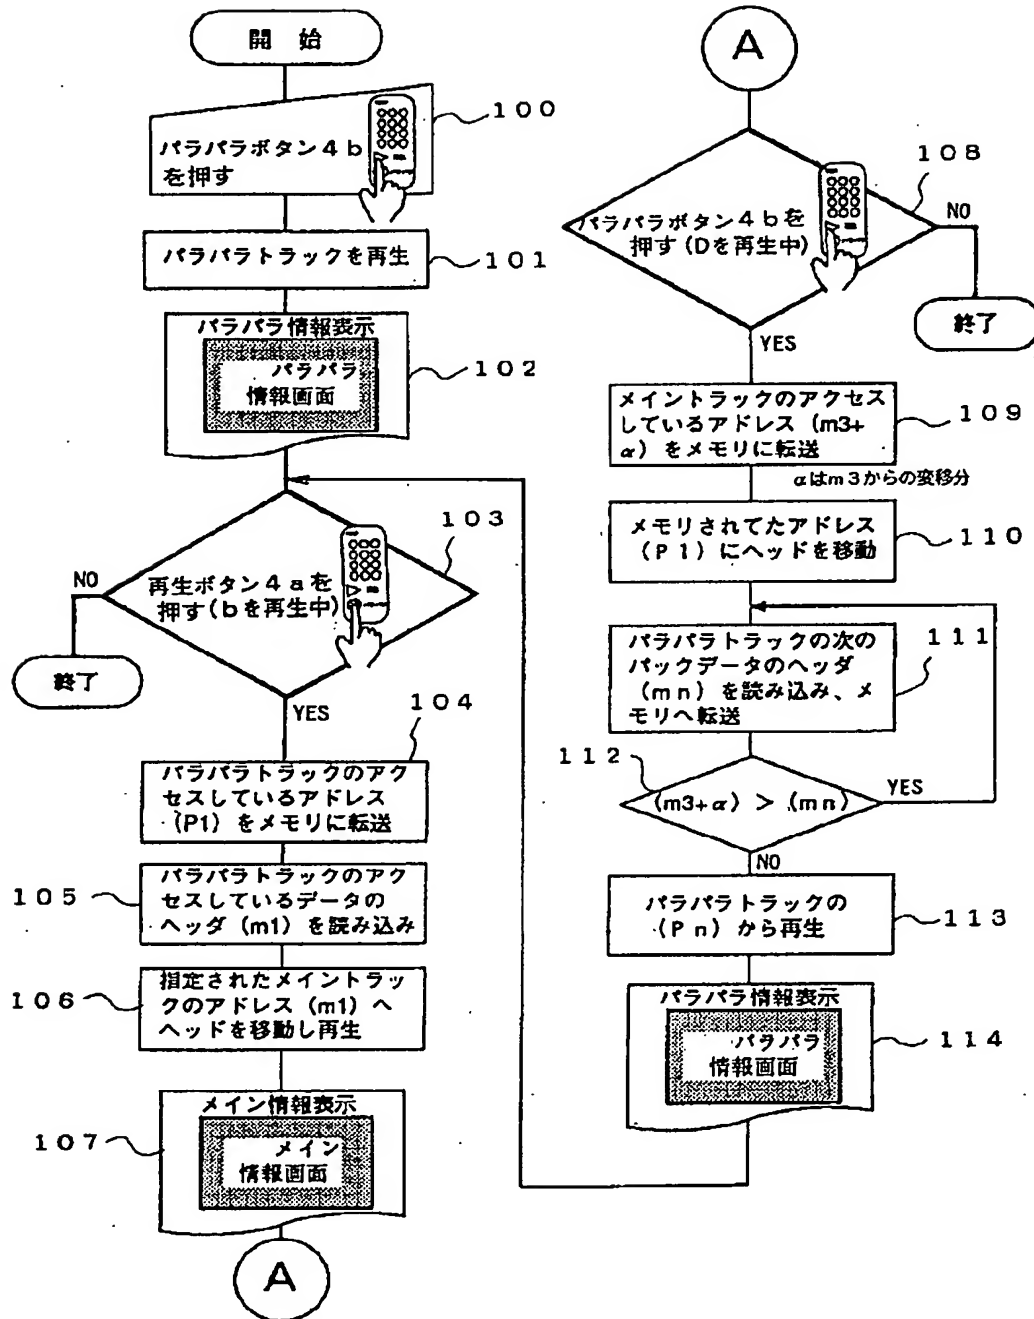 開 始
パラパラボタン4b
を押す
100
パラパラトラックを再生
101
パラパラ情報表示
パラパラ
情報画面
102
再生ボタン4aを
押す(bを再生中)
103
NO
終了
YES
104
パラパラトラックのアク
セスしているアドレス
(P1)をメモリに転送
105
パラパラトラックのアク
セスしているデータの
ヘッダ(m1)を読み込み
106
指定されたメイントラッ
クのアドレス(m1)へ
ヘッドを移動し再生
107
メイン情報表示
メイン
情報画面
A
A
パラパラボタン4bを
押す(Dを再生中)
108
NO
終了
YES
メイントラックのアクセス
しているアドレス(m3+
α)をメモリに転送
109
αはm3からの変移分
メモリされてたアドレス
(P1)にヘッドを移動
110
パラパラトラックの次の
パックデータのヘッダ
(mn)を読み込み、メ
モリへ転送
111
112
(m3+α)>(mn)
YES
NO
パラパラトラックの
(Pn)から再生
113
パラパラ情報表示
パラパラ
情報画面
114